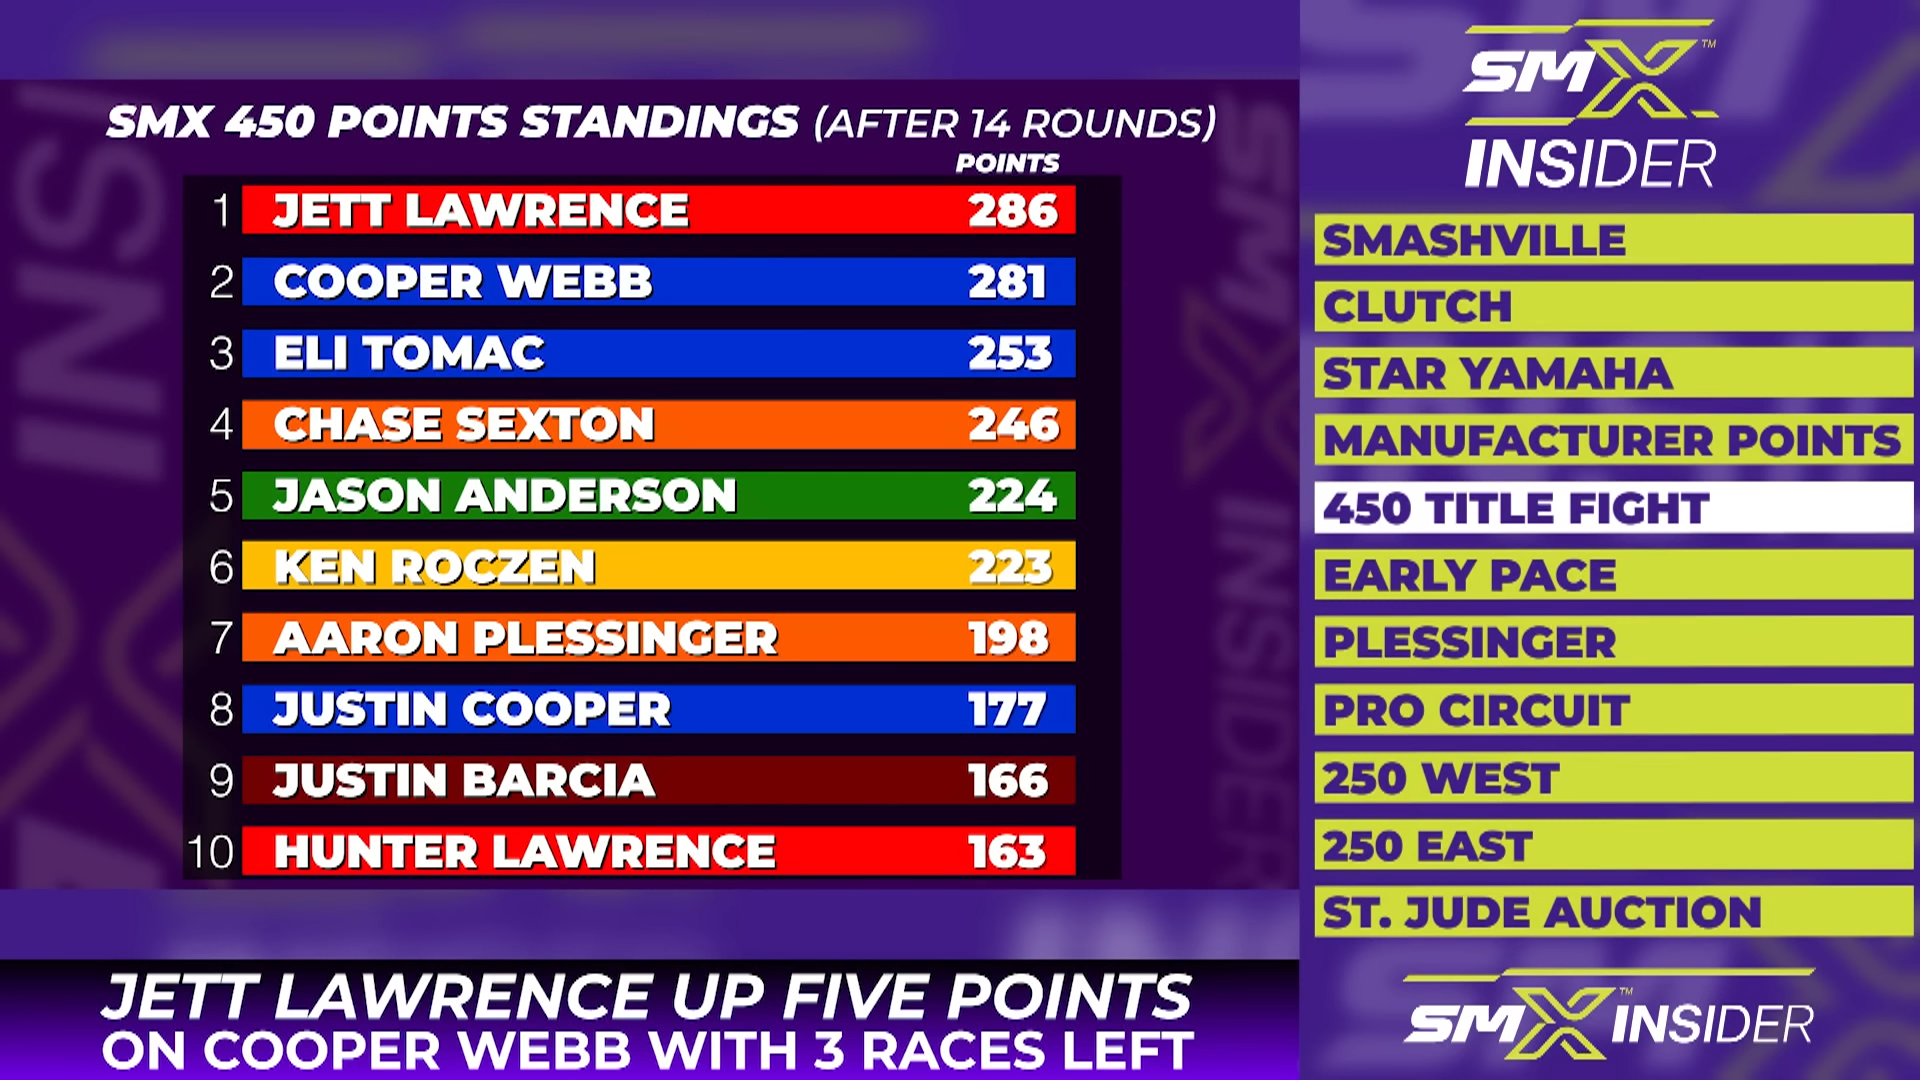 SMX 450 POINTS STANDINGS (AFTER 14 ROUNDS)
POINTS
1 JETT LAWRENCE 286
2 COOPER WEBB 281
3 ELI TOMAC 253
4 CHASE SEXTON 246
5 JASON ANDERSON 224
6 KEN ROCZEN 223
7 AARON PLESSINGER 198
8 JUSTIN COOPER 177
9 JUSTIN BARCIA 166
10 HUNTER LAWRENCE 163
JETT LAWRENCE UP FIVE POINTS
ON COOPER WEBB WITH 3 RACES LEFT
SMX™
INSIDER
SMASHVILLE
CLUTCH
STAR YAMAHA
MANUFACTURER POINTS
450 TITLE FIGHT
EARLY PACE
PLESSINGER
PRO CIRCUIT
250 WEST
250 EAST
ST. JUDE AUCTION
SMX™ INSIDER
SMX INSIDER
INSI